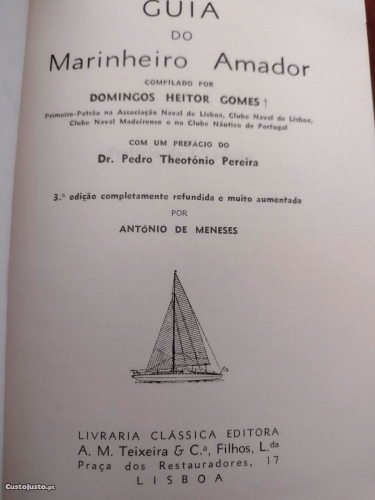 GUIA
DO
Marinheiro Amador
COMPILADO POR
DOMINGOS HEITOR GOMES †
Primeiro-Patrão na Associação Naval de Lisboa, Clube Naval de Lisboa,
Clube Naval Madeirense e no Clube Náutico de Portugal
COM UM PREFÁCIO DO
Dr. Pedro Theotónio Pereira
3.ª edição completamente refundida e muito aumentada
POR
ANTÓNIO DE MENESES
LIVRARIA CLÁSSICA EDITORA
A. M. Teixeira & C.ª, Filhos, L.da
Praça dos Restauradores, 17
LISBOA
CustoJusto.pt